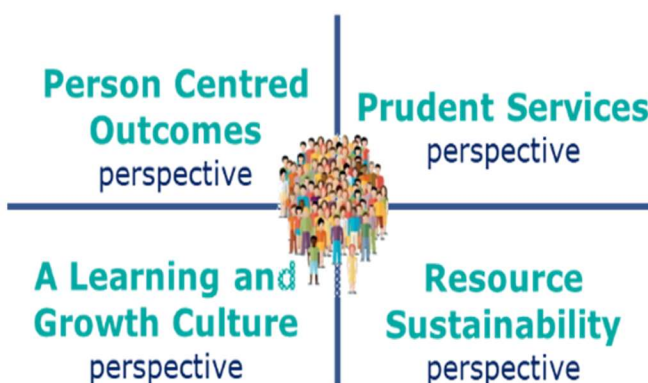 Person Centred
Outcomes
perspective
Prudent Services
perspective
A Learning and
Growth Culture
perspective
Resource
Sustainability
perspective